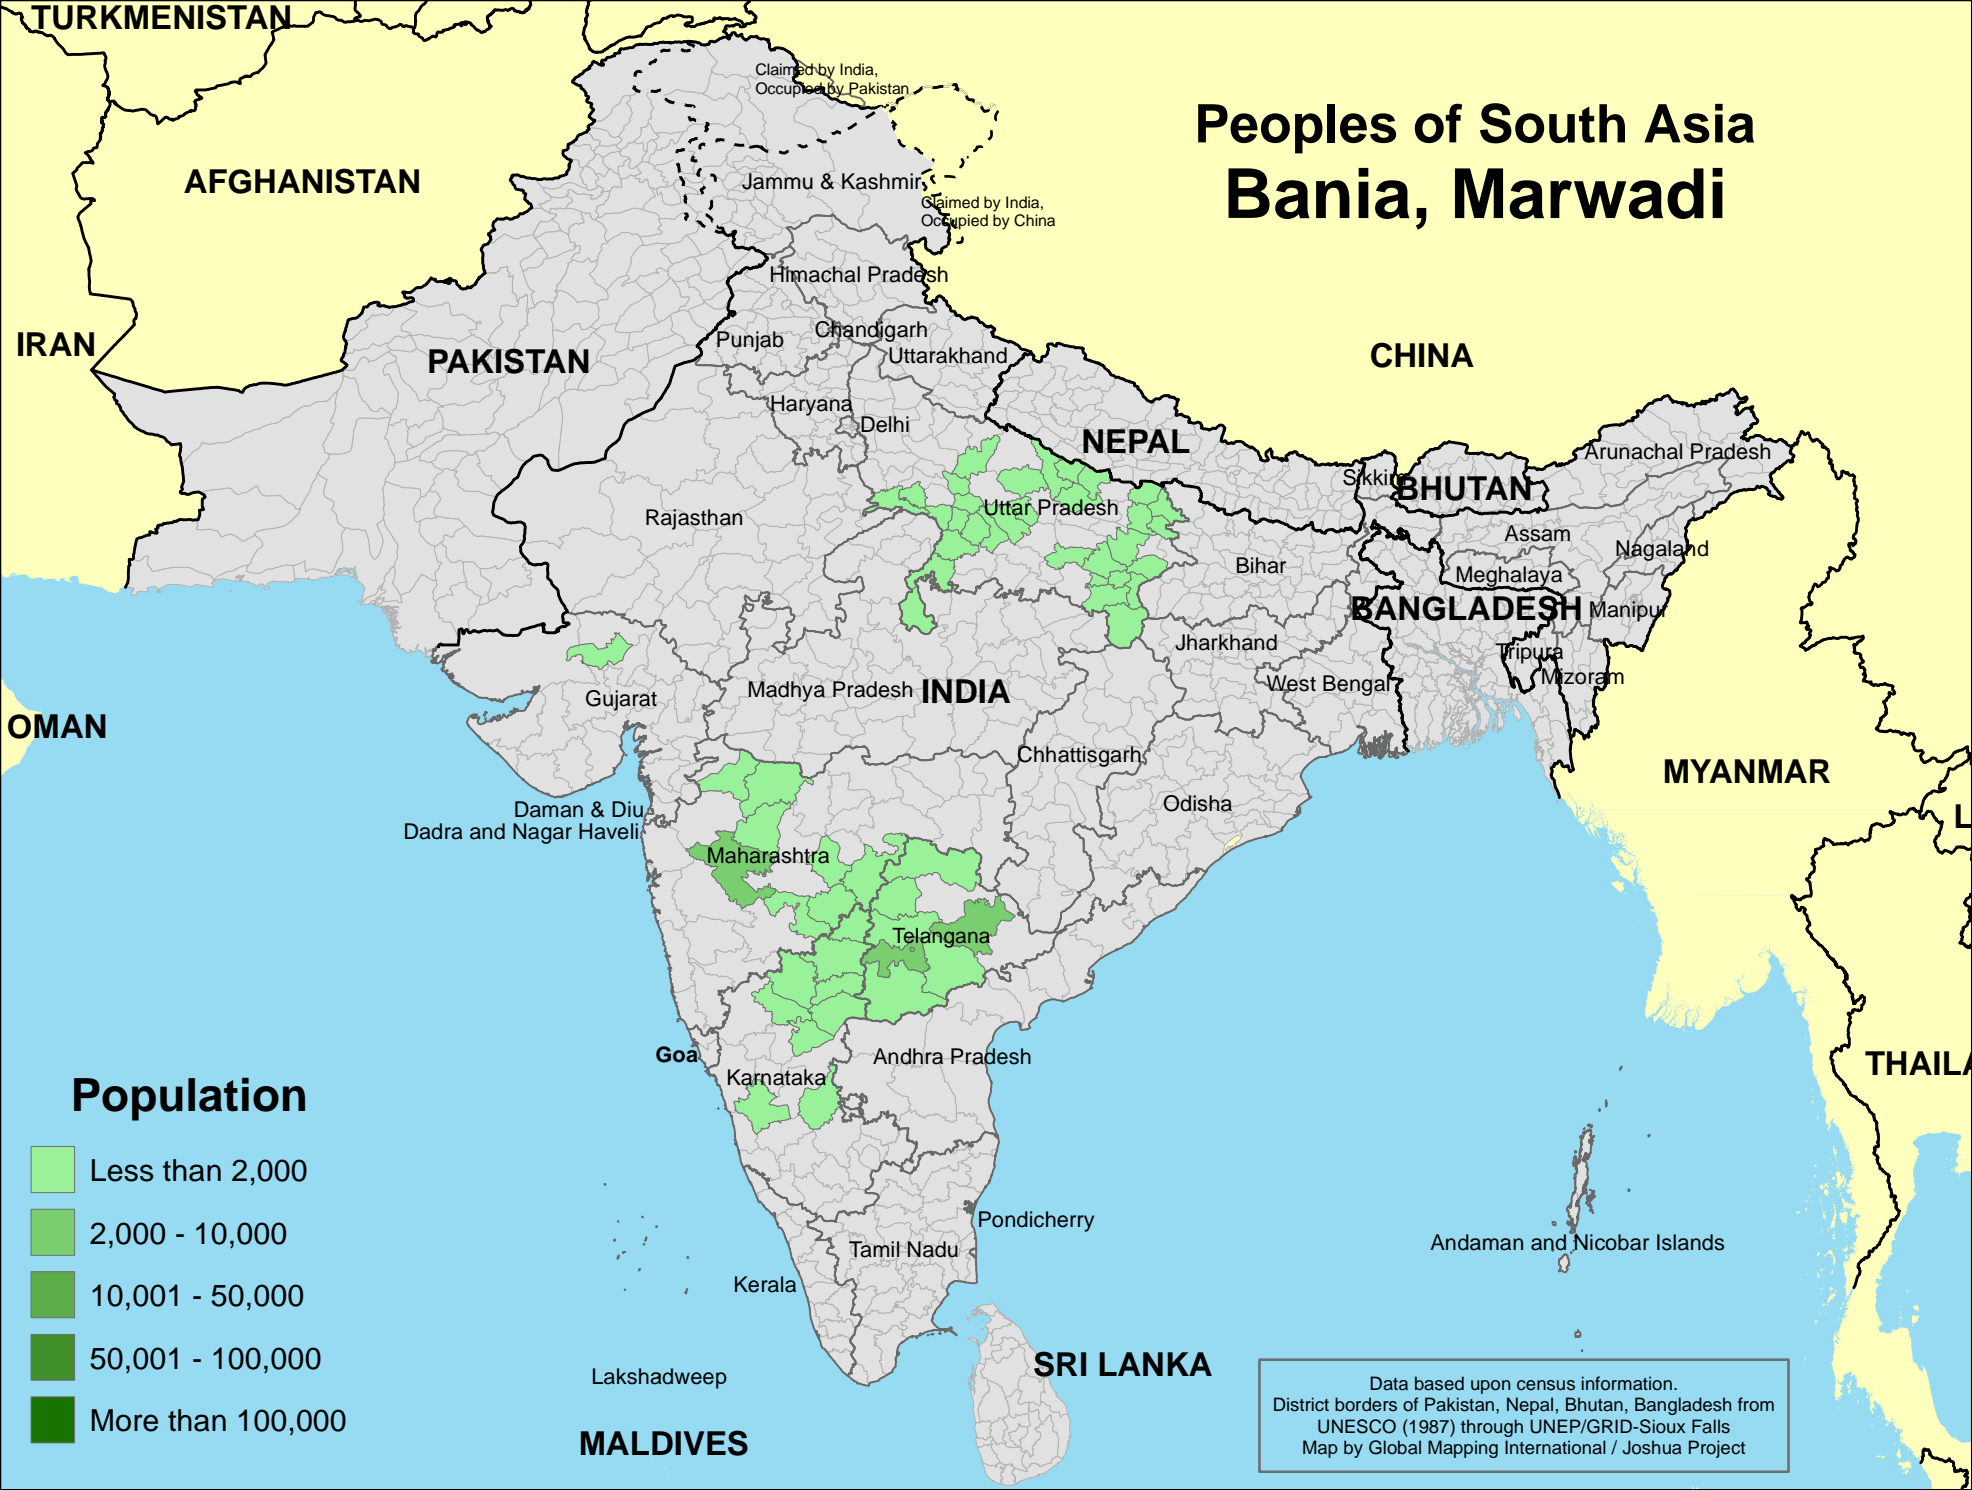 TURKMENISTAN
Claimed by India,
Occupied by Pakistan
Peoples of South Asia
Bania, Marwadi
AFGHANISTAN
Jammu & Kashmir
Claimed by India,
Occupied by China
Himachal Pradesh
IRAN
PAKISTAN
Punjab
Chandigarh
Uttarakhand
CHINA
Haryana
Delhi
NEPAL
Sikkim
BHUTAN
Arunachal Pradesh
Rajasthan
Uttar Pradesh
Assam
Nagaland
Bihar
Meghalaya
BANGLADESH
Manipur
Jharkhand
Tripura
Mizoram
West Bengal
OMAN
Gujarat
Madhya Pradesh
INDIA
Chhattisgarh
MYANMAR
Odisha
L
Daman & Diu
Dadra and Nagar Haveli
Maharashtra
Telangana
Goa
Andhra Pradesh
Karnataka
THAILA
Population
Less than 2,000
2,000 - 10,000
10,001 - 50,000
50,001 - 100,000
More than 100,000
Pondicherry
Tamil Nadu
Kerala
Andaman and Nicobar Islands
Lakshadweep
SRI LANKA
MALDIVES
Data based upon census information.
District borders of Pakistan, Nepal, Bhutan, Bangladesh from
UNESCO (1987) through UNEP/GRID-Sioux Falls
Map by Global Mapping International / Joshua Project